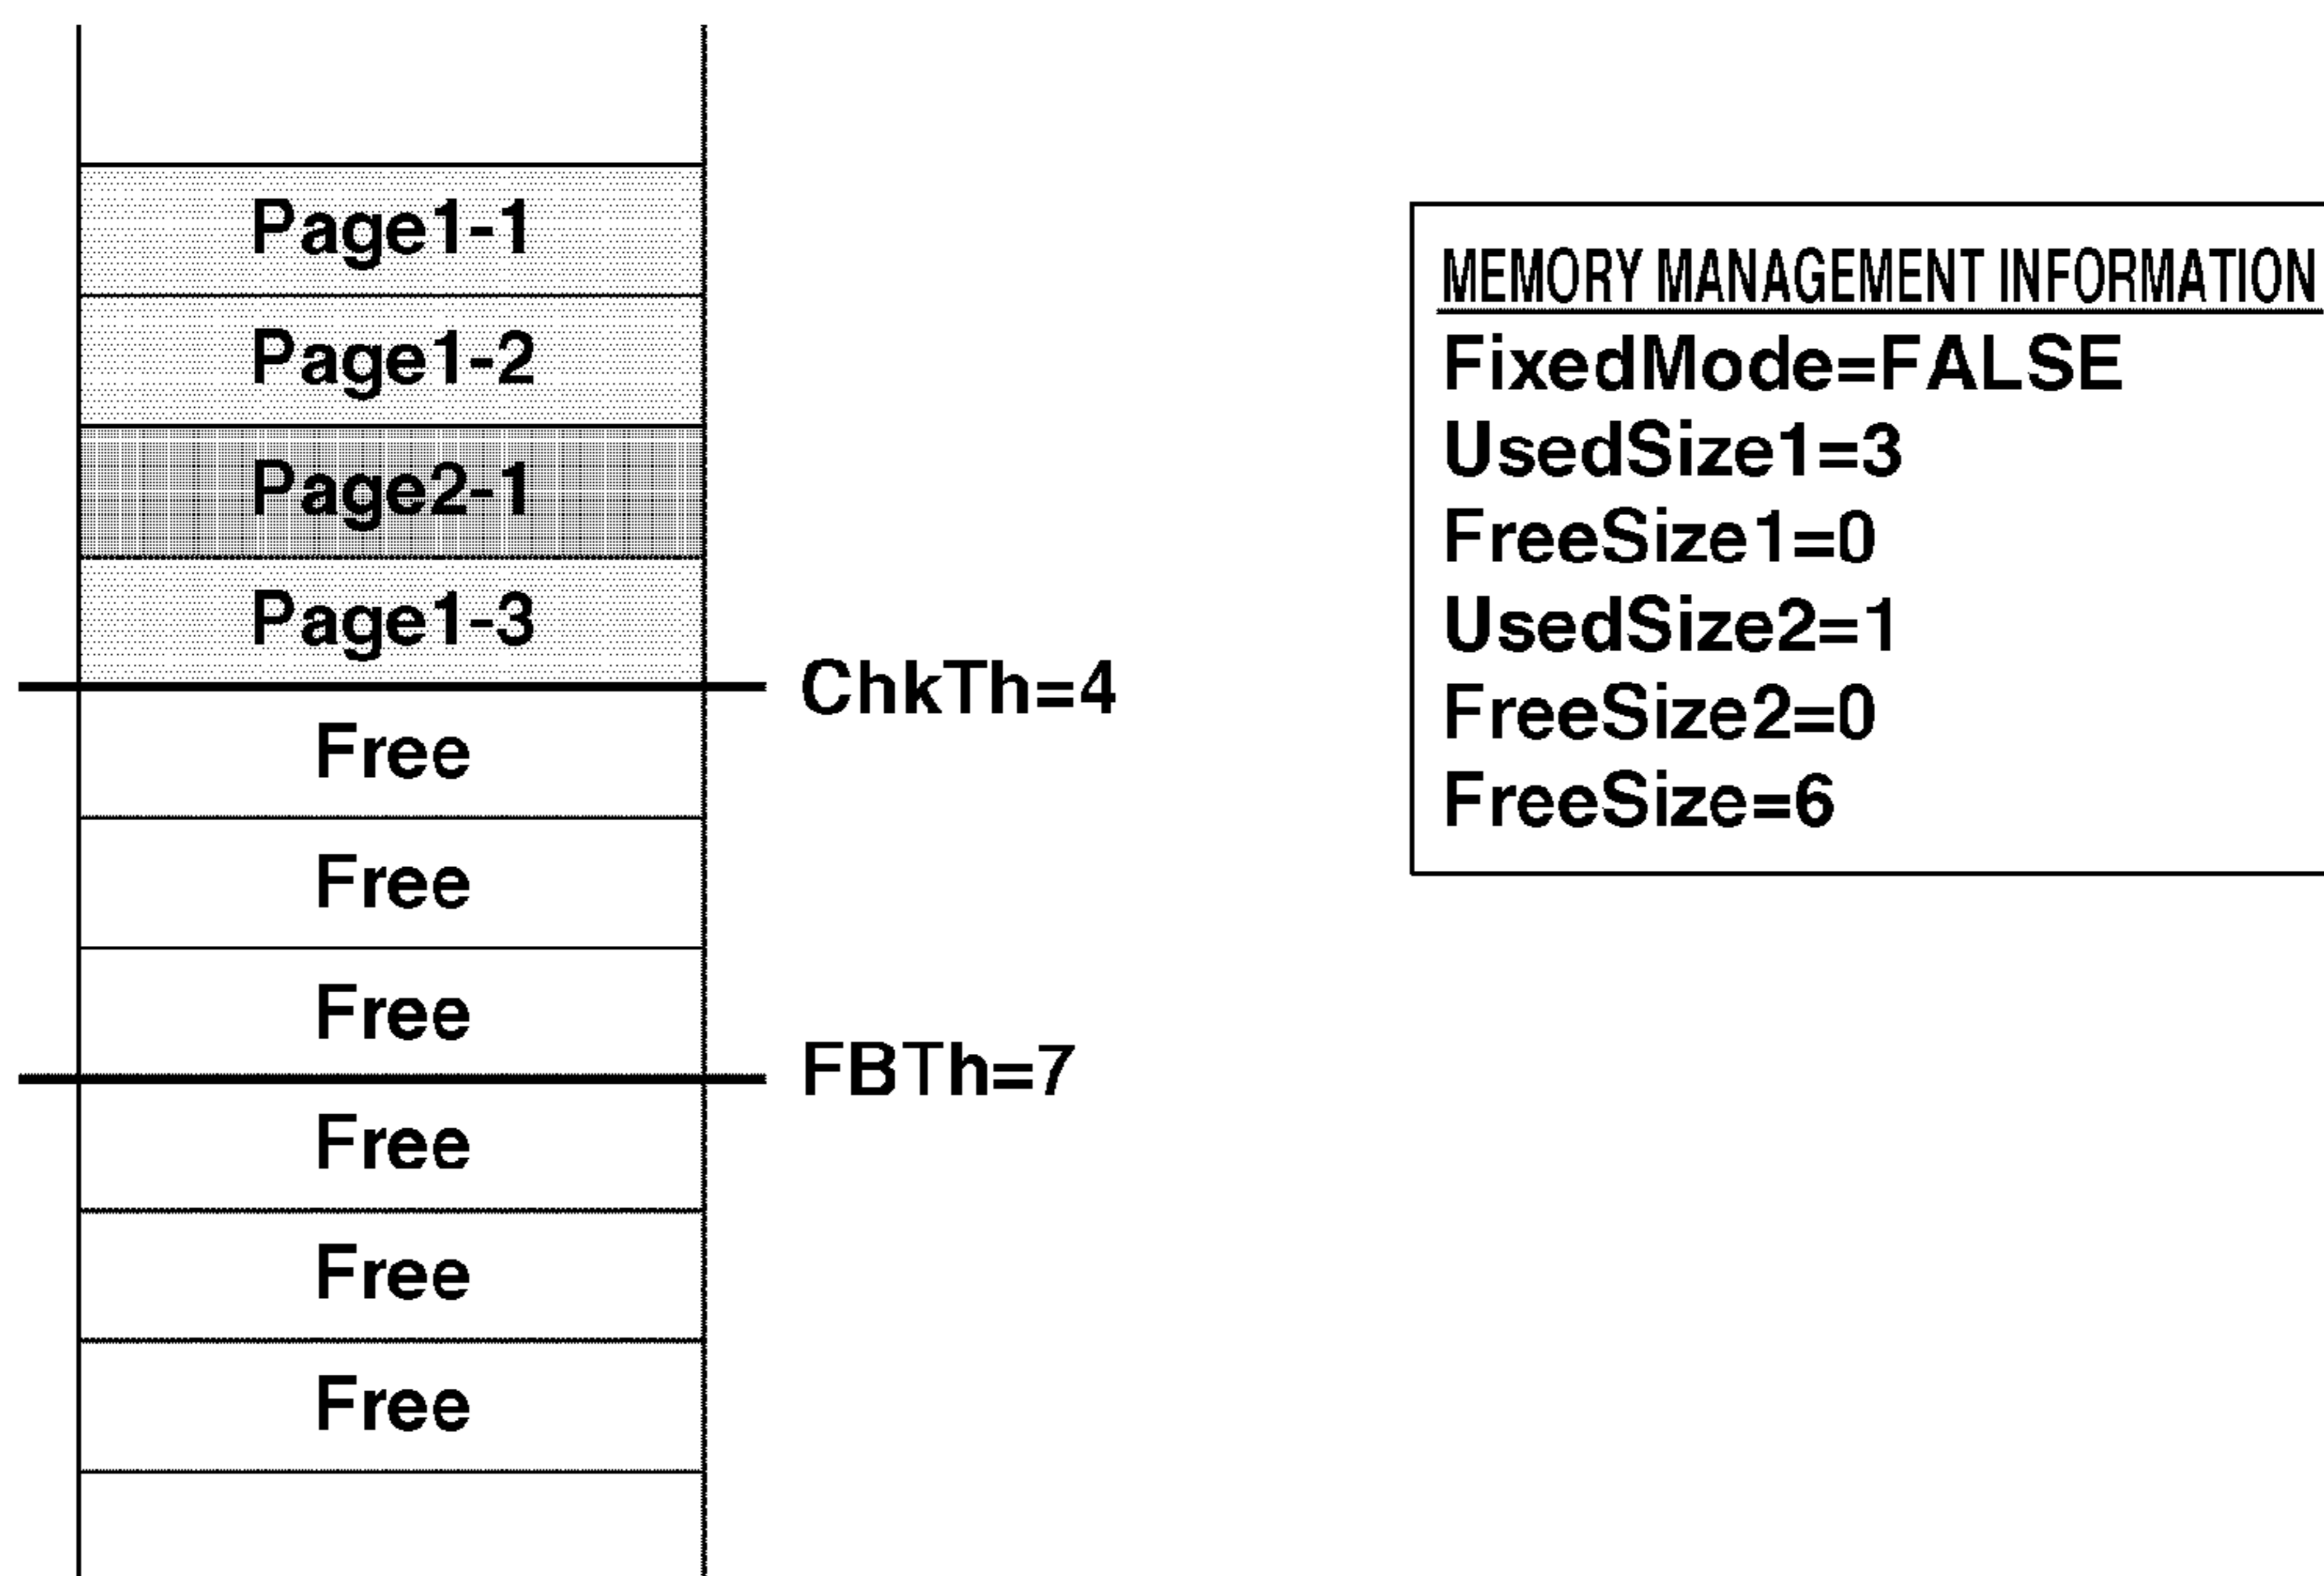 Page1-1
Page1-2
Page2-1
Page1-3
ChkTh=4
Free
Free
Free
FBTh=7
Free
Free
Free
MEMORY MANAGEMENT INFORMATION
FixedMode=FALSE
UsedSize1=3
FreeSize1=0
UsedSize2=1
FreeSize2=0
FreeSize=6